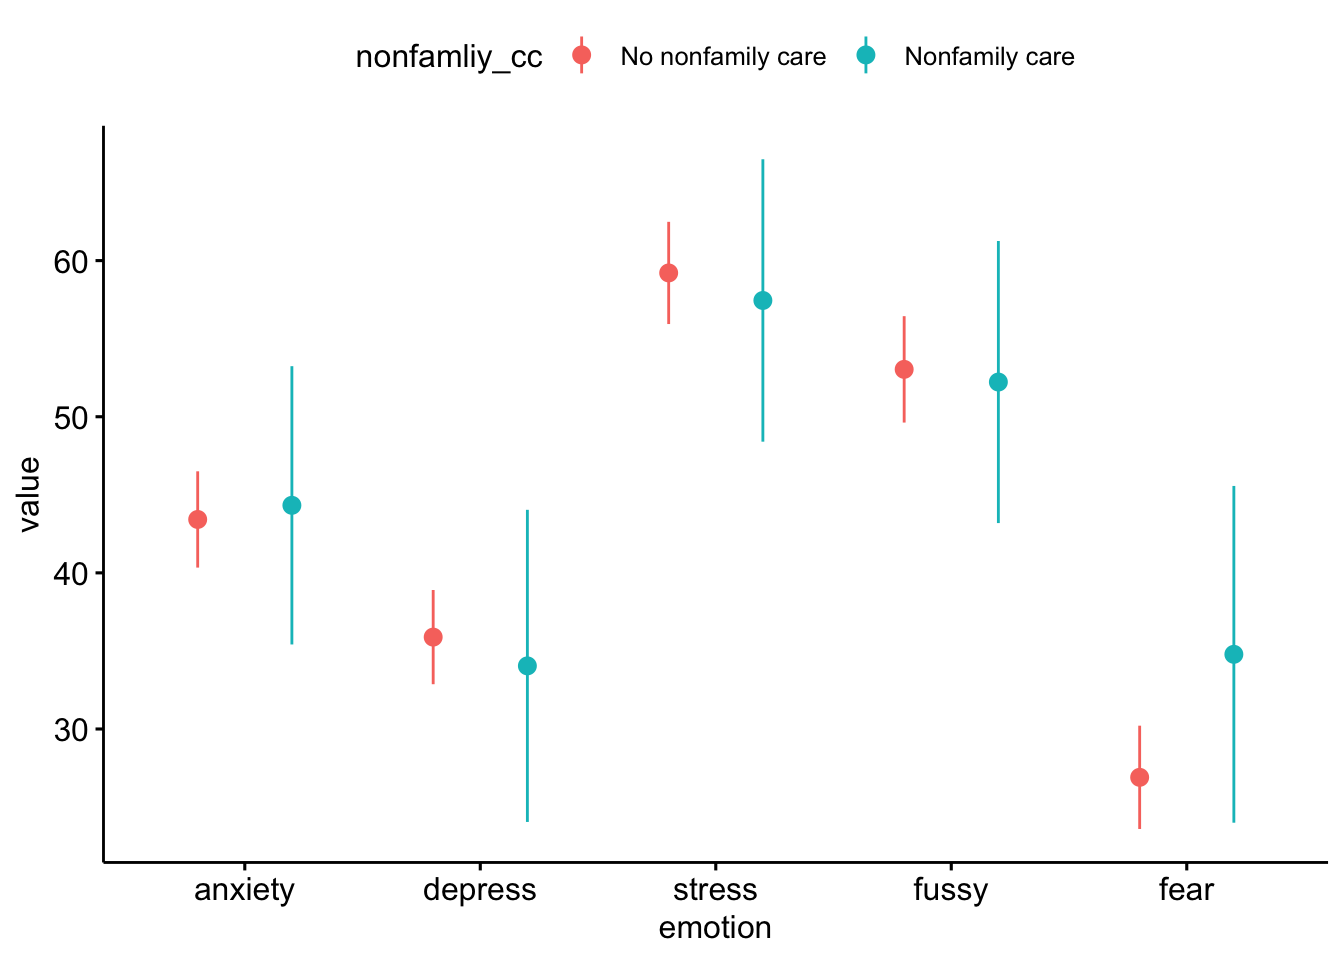 nonfamliy_cc No nonfamily care Nonfamily care
60
50
40
30
value
anxiety depress stress fussy fear
emotion